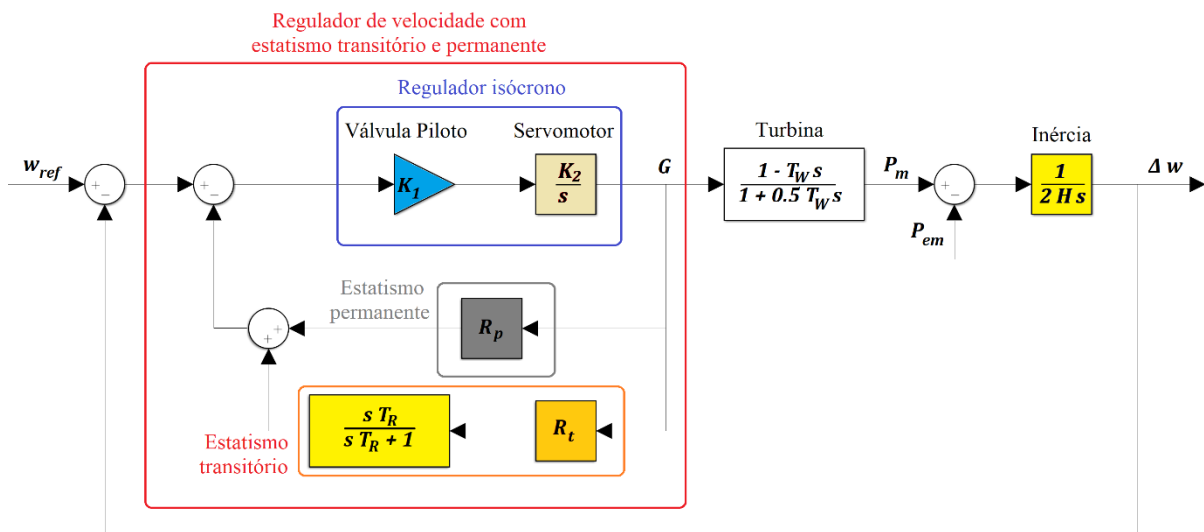 Regulador de velocidade com
estatismo transitório e permanente
Regulador isócrono
Válvula Piloto
Servomotor
Turbina
Inércia
w_ref
+
-
+
-
K_1
K_2
s
G
1 - T_W s
1 + 0.5 T_W s
P_m
+
-
P_em
1
2 H s
Δ w
Estatismo
permanente
R_p
+
+
Estatismo
transitório
s T_R
s T_R + 1
R_t